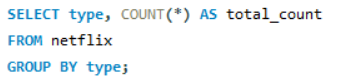 SELECT type, COUNT(*) AS total_count
FROM netflix
GROUP BY type;